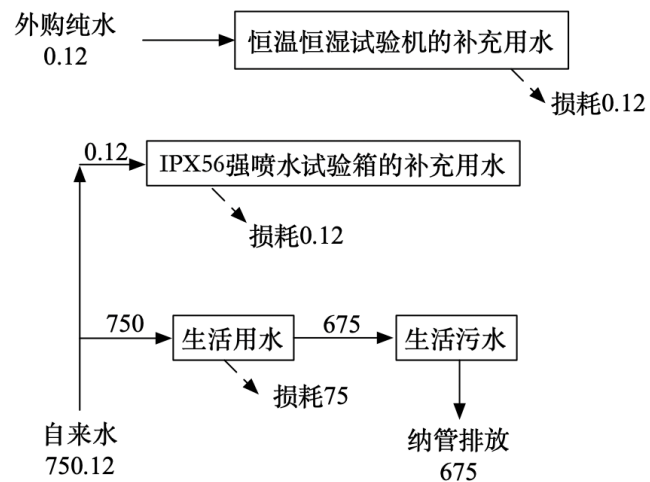 外购纯水
0.12
恒温恒湿试验机的补充用水
损耗0.12
0.12
IPX56强喷水试验箱的补充用水
损耗0.12
750
生活用水
675
生活污水
损耗75
自来水
750.12
纳管排放
675